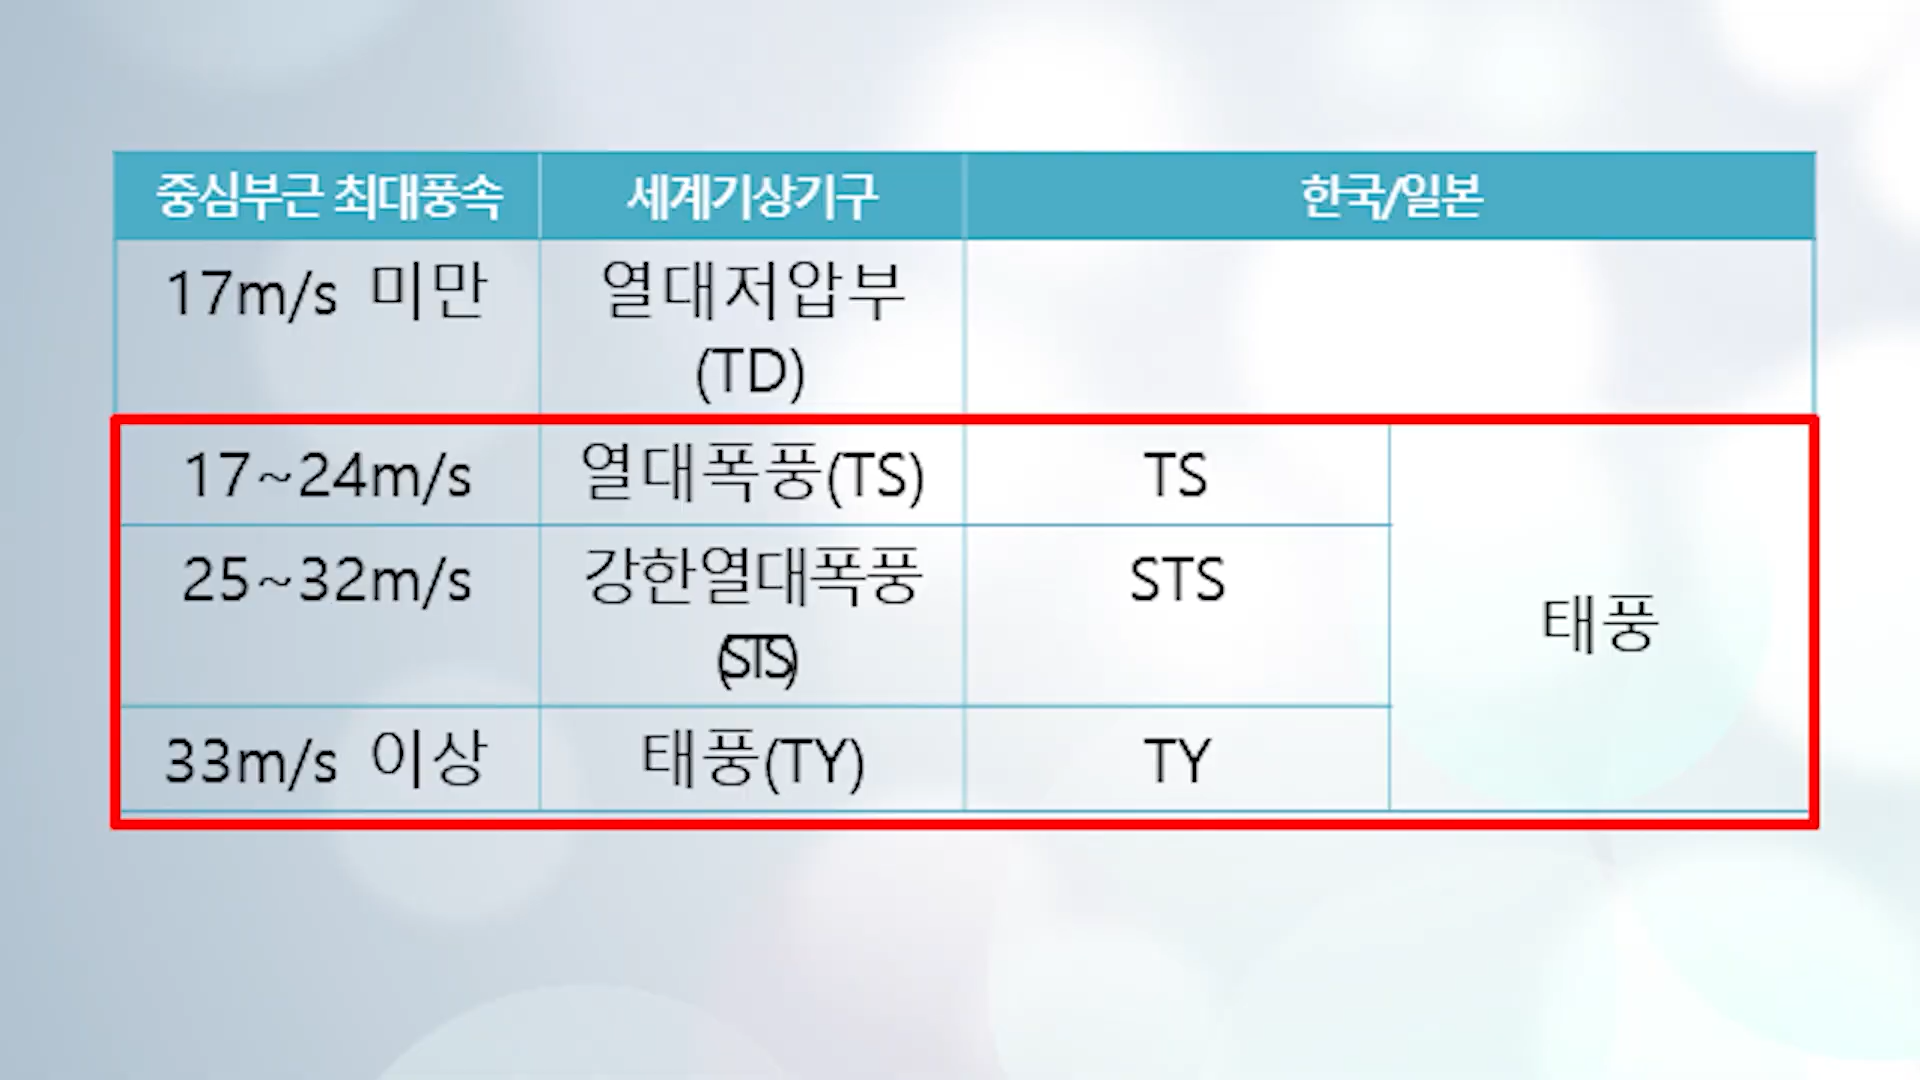 중심부근 최대풍속 세계기상기구 한국/일본
17m/s 미만 열대저압부
(TD)
17~24m/s 열대폭풍(TS) TS
25~32m/s 강한열대폭풍 STS
(STS)
태풍
33m/s 이상 태풍(TY) TY